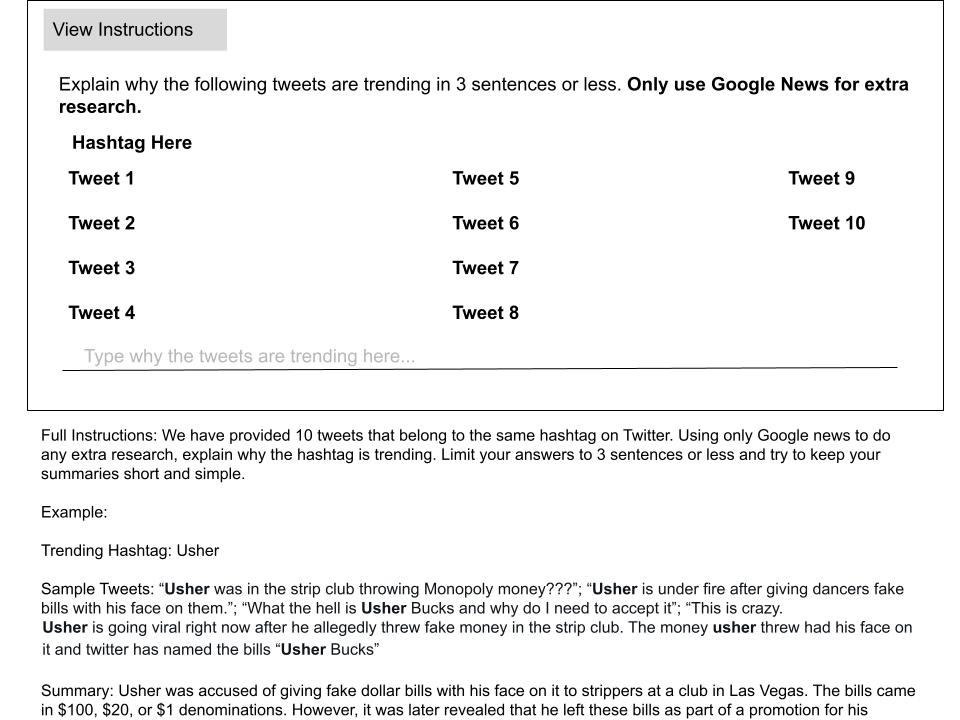 View Instructions
Explain why the following tweets are trending in 3 sentences or less. Only use Google News for extra
research.
Hashtag Here
Tweet 1 Tweet 5 Tweet 9
Tweet 2 Tweet 6 Tweet 10
Tweet 3 Tweet 7
Tweet 4 Tweet 8
Type why the tweets are trending here...
Full Instructions: We have provided 10 tweets that belong to the same hashtag on Twitter. Using only Google news to do
any extra research, explain why the hashtag is trending. Limit your answers to 3 sentences or less and try to keep your
summaries short and simple.
Example:
Trending Hashtag: Usher
Sample Tweets: “Usher was in the strip club throwing Monopoly money???”; “Usher is under fire after giving dancers fake
bills with his face on them.”; “What the hell is Usher Bucks and why do I need to accept it”; “This is crazy.
Usher is going viral right now after he allegedly threw fake money in the strip club. The money usher threw had his face on
it and twitter has named the bills “Usher Bucks”
Summary: Usher was accused of giving fake dollar bills with his face on it to strippers at a club in Las Vegas. The bills came
in $100, $20, or $1 denominations. However, it was later revealed that he left these bills as part of a promotion for his